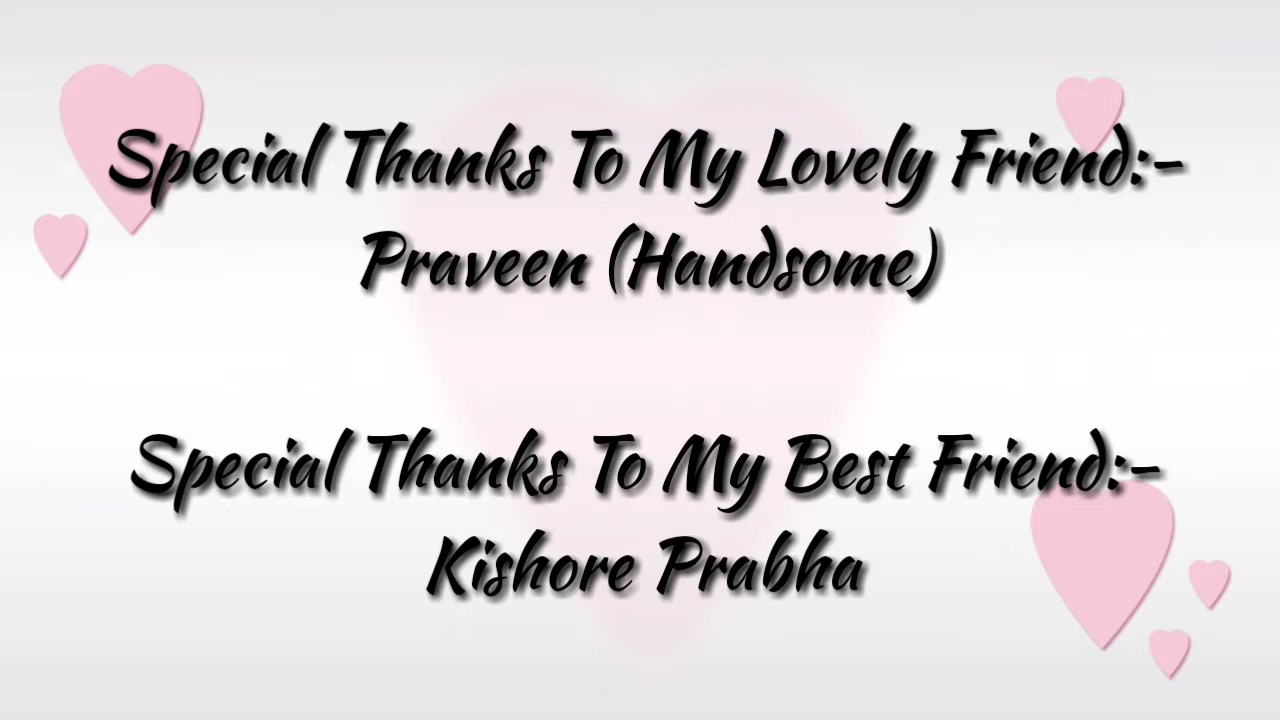 Special Thanks To My Lovely Friend:-
Praveen (Handsome)
Special Thanks To My Best Friend:-
Kishore Prabha